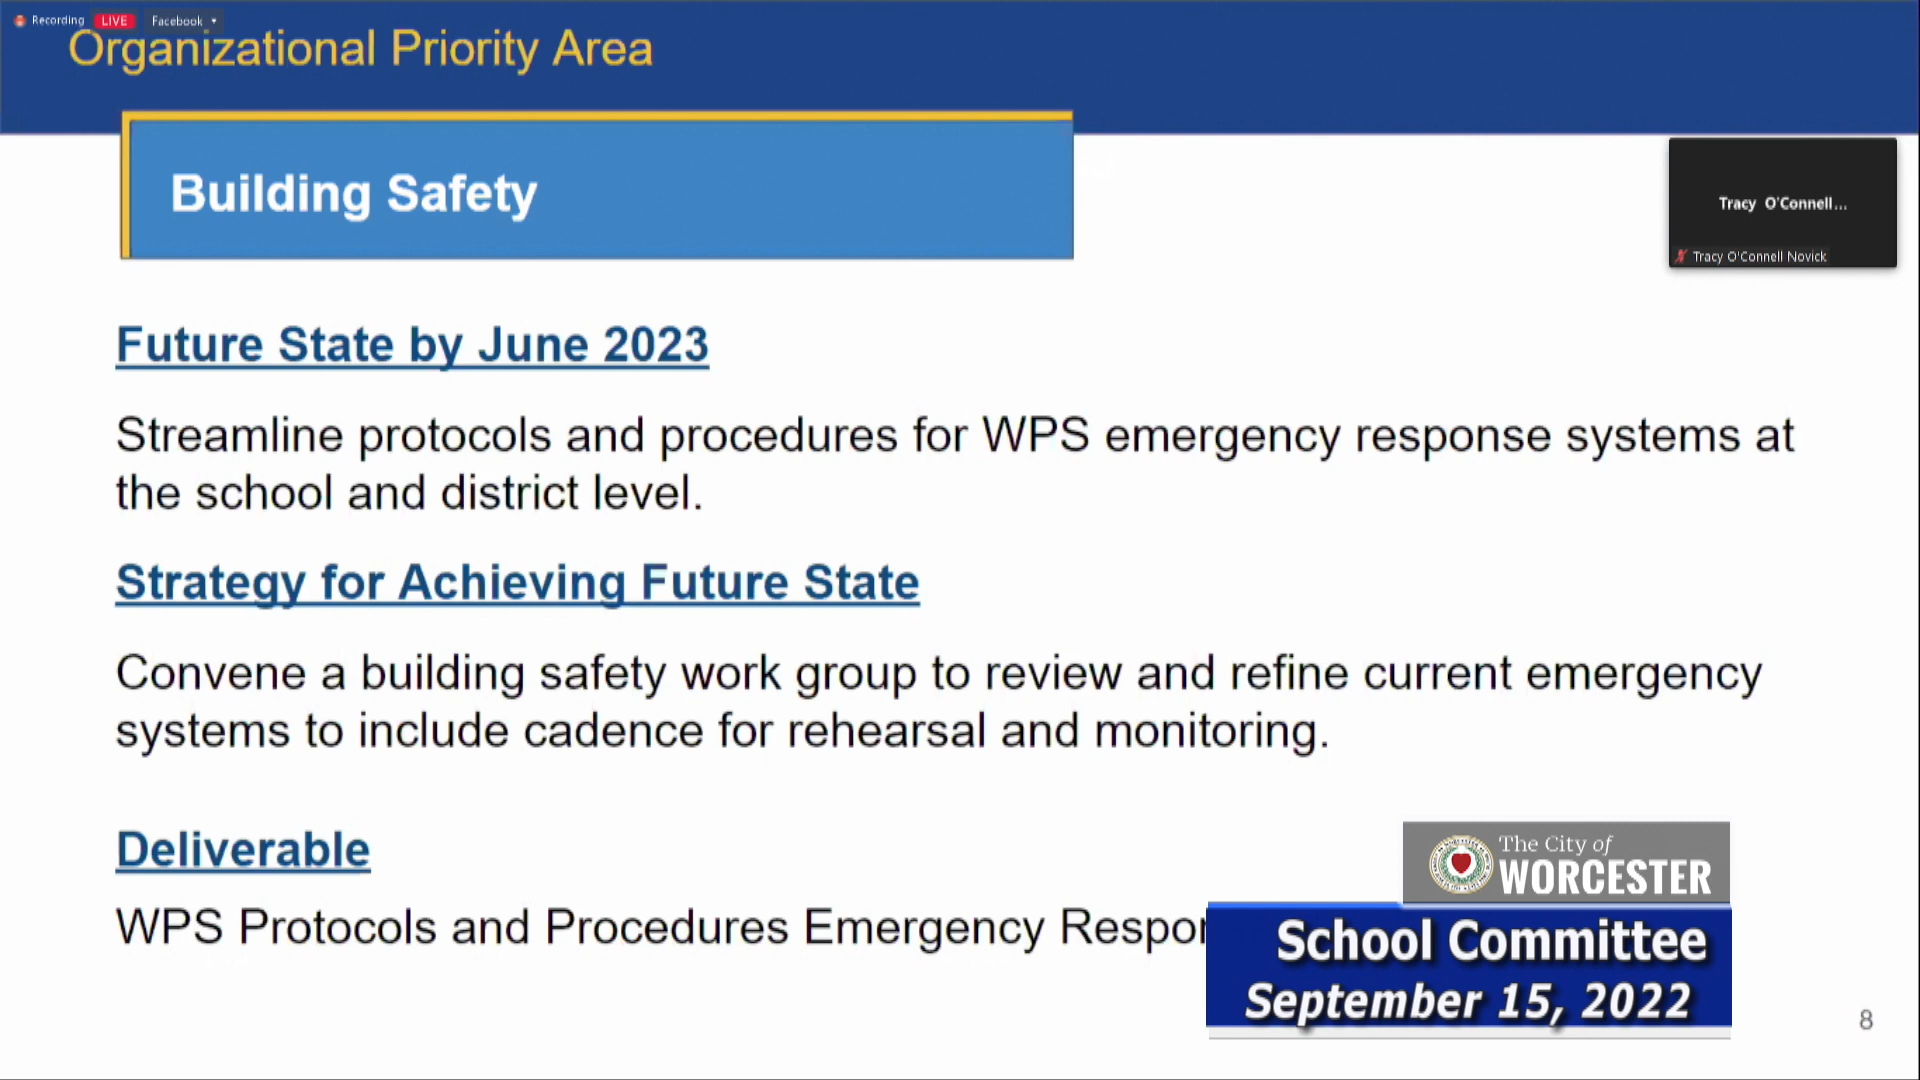 Recording LIVE Facebook
Organizational Priority Area
Building Safety
Tracy O'Connell...
Tracy O'Connell Novick
Future State by June 2023
Streamline protocols and procedures for WPS emergency response systems at
the school and district level.
Strategy for Achieving Future State
Convene a building safety work group to review and refine current emergency
systems to include cadence for rehearsal and monitoring.
Deliverable
WPS Protocols and Procedures Emergency
The City of
WORCESTER
School Committee
September 15, 2022
8